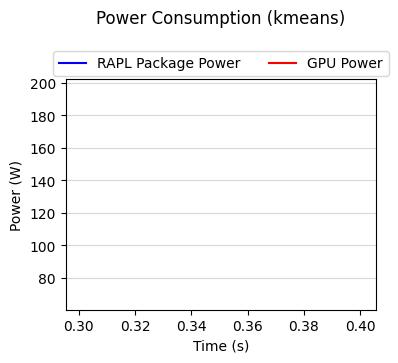 Power Consumption (kmeans)
RAPL Package Power GPU Power
200
180
160
140
120
100
80
Power (W)
0.30 0.32 0.34 0.36 0.38 0.40
Time (s)